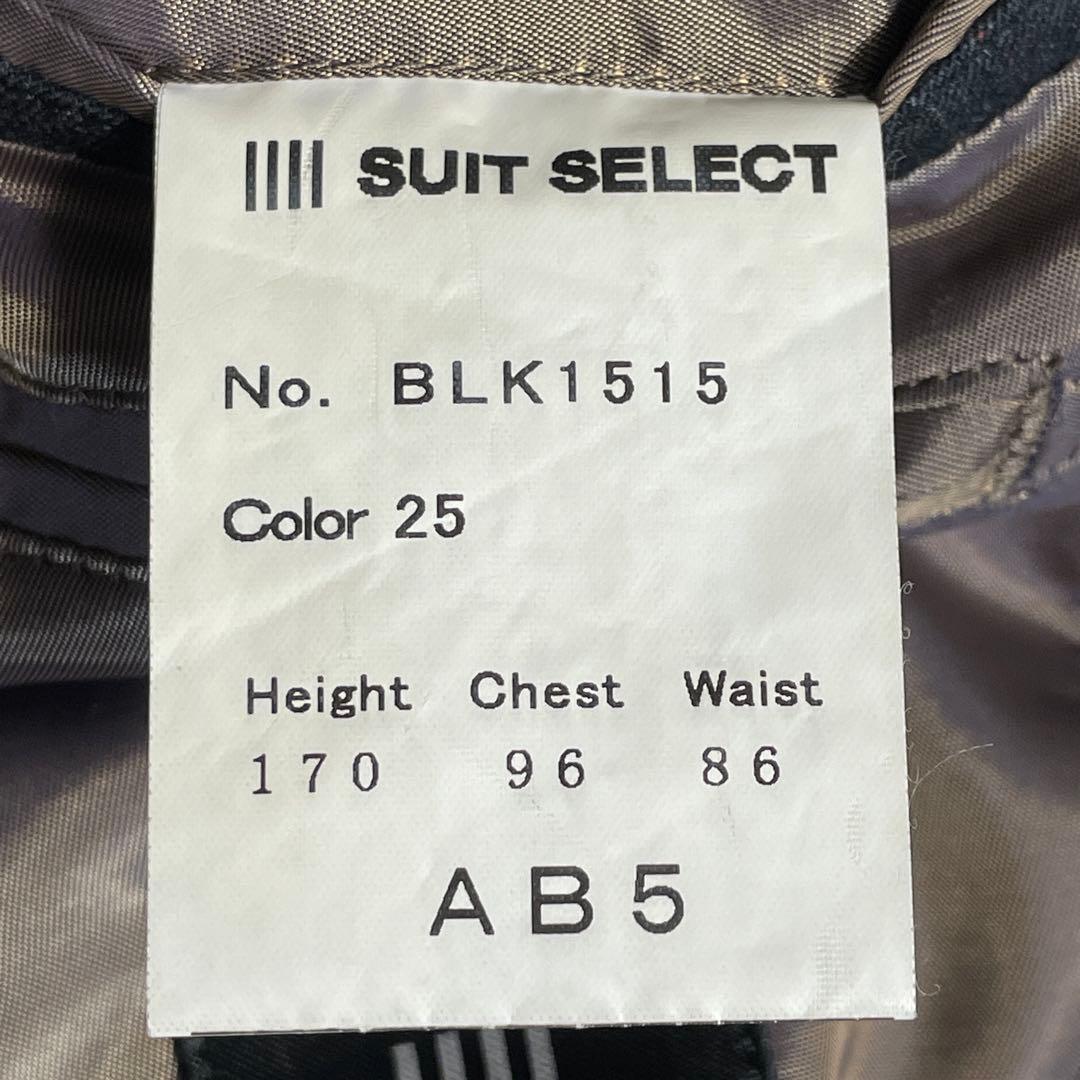 SUIT SELECT
No. BLK1515
Color 25
Height Chest Waist
170 96 86
AB5